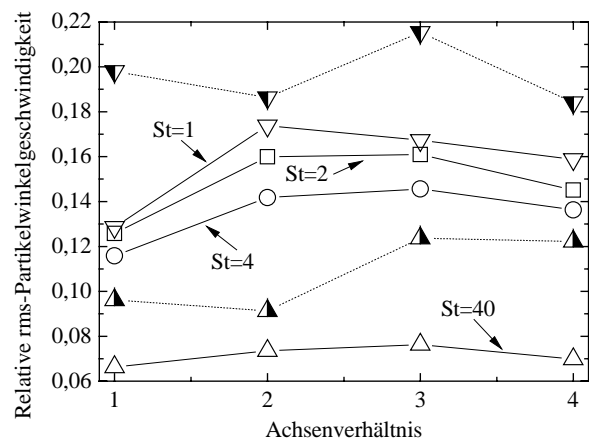 0,22
0,20
0,18
0,16
0,14
0,12
0,10
0,08
0,06
Relative rms-Partikelwinkelgeschwindigkeit
St=1
St=2
St=4
St=40
1
2
3
4
Achsenverhältnis